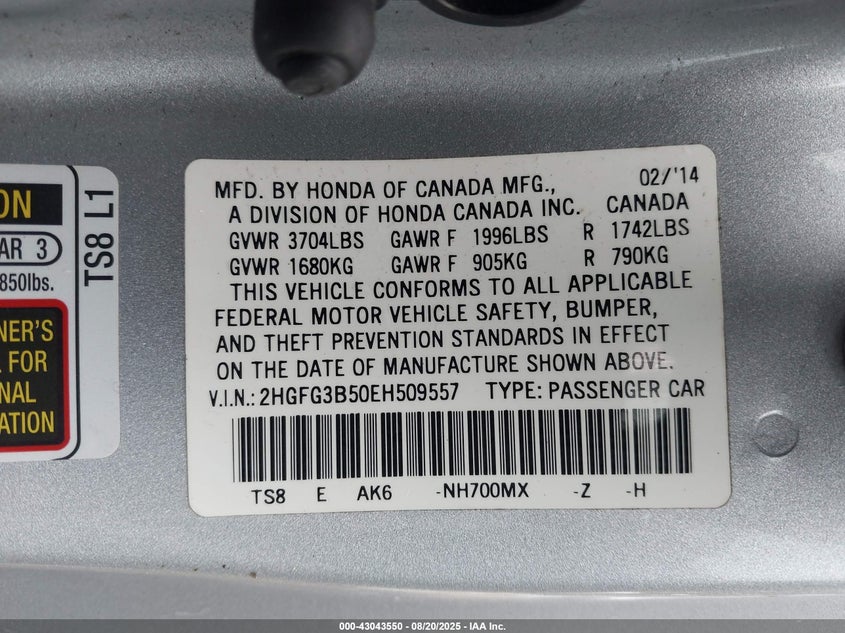 ON
AR 3
850lbs.
TS8 L1
NER'S
L FOR
NAL
ATION
MFD. BY HONDA OF CANADA MFG., 02/'14
A DIVISION OF HONDA CANADA INC. CANADA
GVWR 3704LBS GAWR F 1996LBS R 1742LBS
GVWR 1680KG GAWR F 905KG R 790KG
THIS VEHICLE CONFORMS TO ALL APPLICABLE
FEDERAL MOTOR VEHICLE SAFETY, BUMPER,
AND THEFT PREVENTION STANDARDS IN EFFECT
ON THE DATE OF MANUFACTURE SHOWN ABOVE.
V.I.N.: 2HGFG3B50EH509557 TYPE: PASSENGER CAR
TS8 E AK6 -NH700MX -Z -H
000-43043550 - 08/20/2025 - IAA Inc.